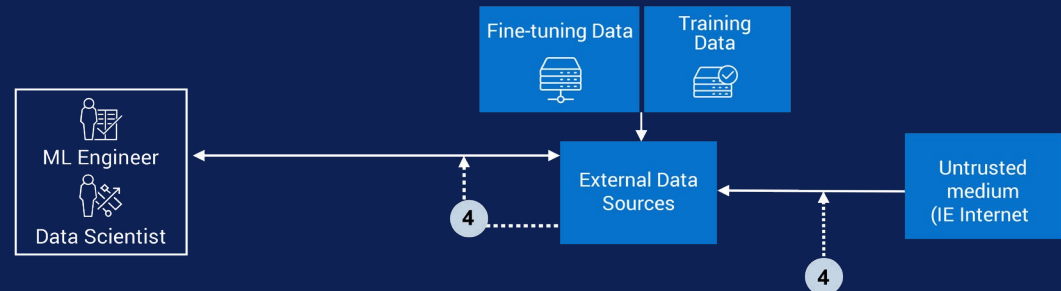 Fine-tuning Data
Training
Data
ML Engineer
Data Scientist
External Data
Sources
Untrusted
medium
(IE Internet
4
4